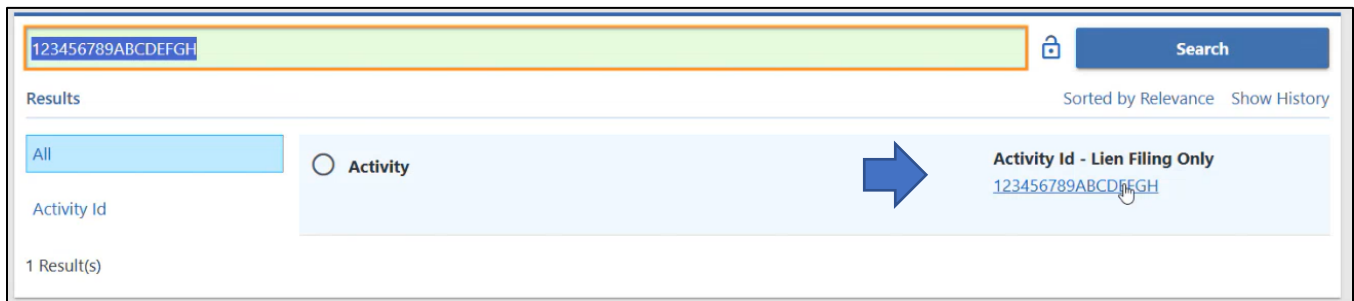 123456789ABCDEFGH
Search
Results
Sorted by Relevance Show History
All
Activity
Activity Id - Lien Filing Only
123456789ABCDEFGH
Activity Id
1 Result(s)